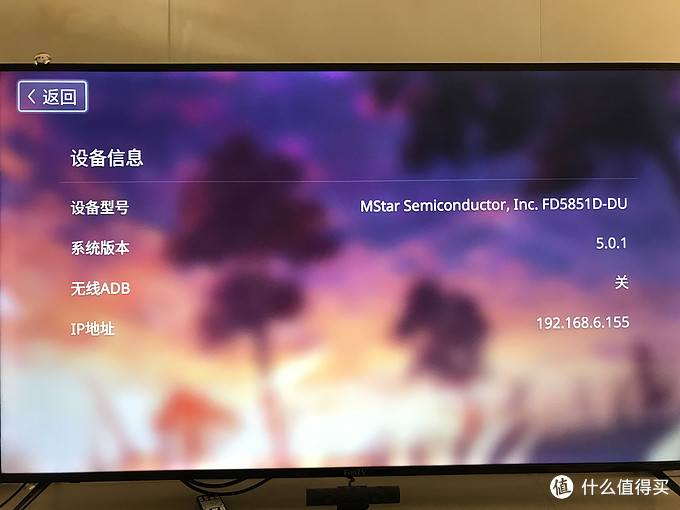 返回
设备信息
设备型号 MStar Semiconductor, Inc. FD5851D-DU
系统版本 5.0.1
无线ADB 关
IP地址 192.168.6.155
值 什么值得买